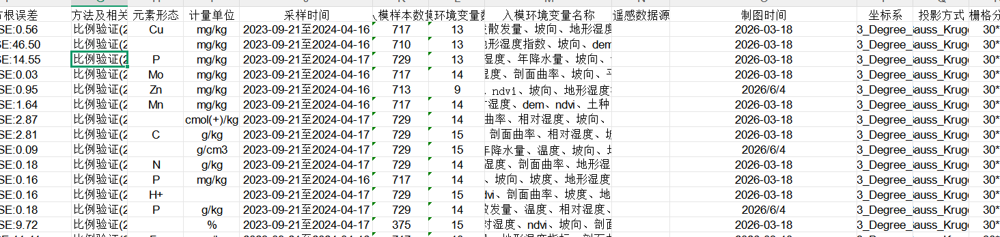 根误差 方法及相关 元素形态 计量单位 采样时间 模样本数 环境变量数 入模环境变量名称 遥感数据源 制图时间 坐标系 投影方式 栅格分
SE:0.56 比例验证(2 Cu mg/kg 2023-09-21至2024-04-16 717 13 散发量、坡向、地形湿度 2026-03-18 3_Degree_ Gauss_Kruge 30*
SE:46.50 比例验证(2 mg/kg 2023-09-21至2024-04-16 710 13 形湿度指数、坡向、dem 2026-03-18 3_Degree_ Gauss_Kruge 30*
SE:14.55 比例验证(2 P mg/kg 2023-09-21至2024-04-16 729 13 湿度、年降水量、坡向、 2026-03-18 3_Degree_ Gauss_Kruge 30*
SE:0.03 比例验证(2 Mo mg/kg 2023-09-21至2024-04-16 717 14 湿度、剖面曲率、坡向、平 2026-03-18 3_Degree_ Gauss_Kruge 30*
SE:0.95 比例验证(2 Zn mg/kg 2023-09-21至2024-04-16 713 9 、ndvi、坡向、地形湿度 2026/6/4 3_Degree_ Gauss_Kruge 30*
SE:1.64 比例验证(2 Mn mg/kg 2023-09-21至2024-04-16 717 14 湿度、dem、ndvi、土种 2026-03-18 3_Degree_ Gauss_Kruge 30*
SE:2.87 比例验证(2 cmol(+)/kg 2023-09-21至2024-04-17 729 14 曲率、相对湿度、坡向、 2026-03-18 3_Degree_ Gauss_Kruge 30*
SE:2.81 比例验证(2 C g/kg 2023-09-21至2024-04-17 729 15 剖面曲率、相对湿度、坡 2026-03-18 3_Degree_ Gauss_Kruge 30*
SE:0.09 比例验证(2 g/cm3 2023-09-21至2024-04-17 729 15 年降水量、温度、坡向、 2026/6/4 3_Degree_ Gauss_Kruge 30*
SE:0.18 比例验证(2 N g/kg 2023-09-21至2024-04-17 729 14 湿度、剖面曲率、地形湿 2026-03-18 3_Degree_ Gauss_Kruge 30*
SE:0.16 比例验证(2 P mg/kg 2023-09-21至2024-04-16 717 14 、坡向、坡度、地形湿度 2026-03-18 3_Degree_ Gauss_Kruge 30*
SE:0.16 比例验证(2 H+ 2023-09-21至2024-04-17 729 15 dvi、剖面曲率、坡度、地 2026-03-18 3_Degree_ Gauss_Kruge 30*
SE:0.18 比例验证(2 P g/kg 2023-09-21至2024-04-17 729 14 散发量、温度、相对湿度、 2026/6/4 3_Degree_ Gauss_Kruge 30*
SE:9.72 比例验证(2 % 2023-09-21至2024-04-17 375 15 对湿度、ndvi、坡向、剖面 2026-03-18 3_Degree_ Gauss_Kruge 30*